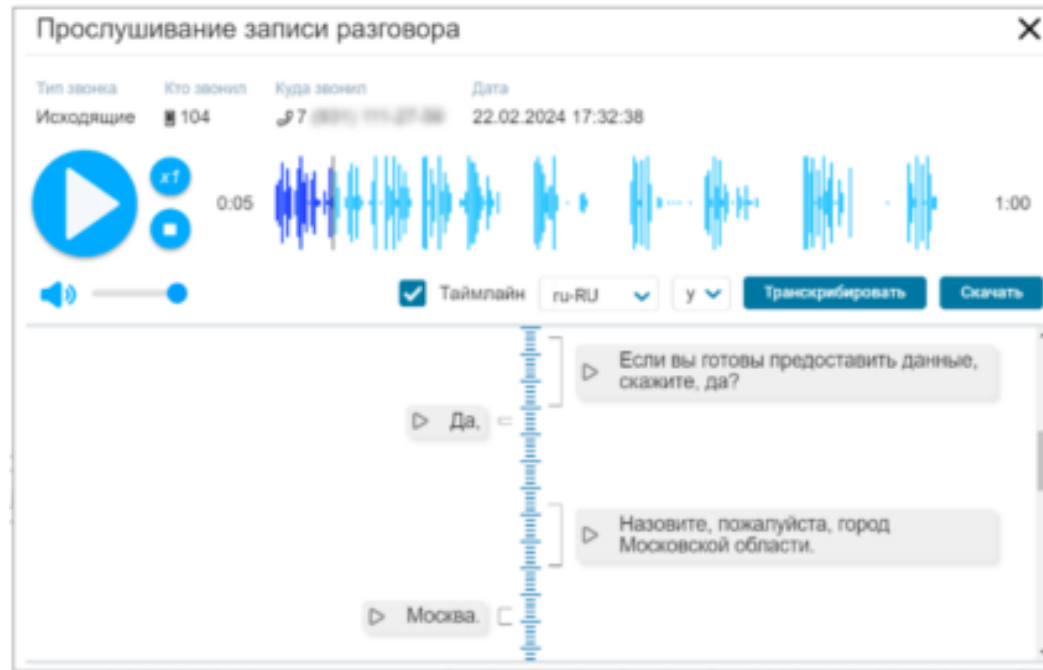 Прослушивание записи разговора
Тип звонка Кто звонил Куда звонил Дата
Исходящие 104 7 22.02.2024 17:32:38
x1
0:05 1:00
Таймлайн ru-RU у Транскрибировать Скачать
Если вы готовы предоставить данные,
скажите, да?
Да,
Назовите, пожалуйста, город
Московской области.
Москва.